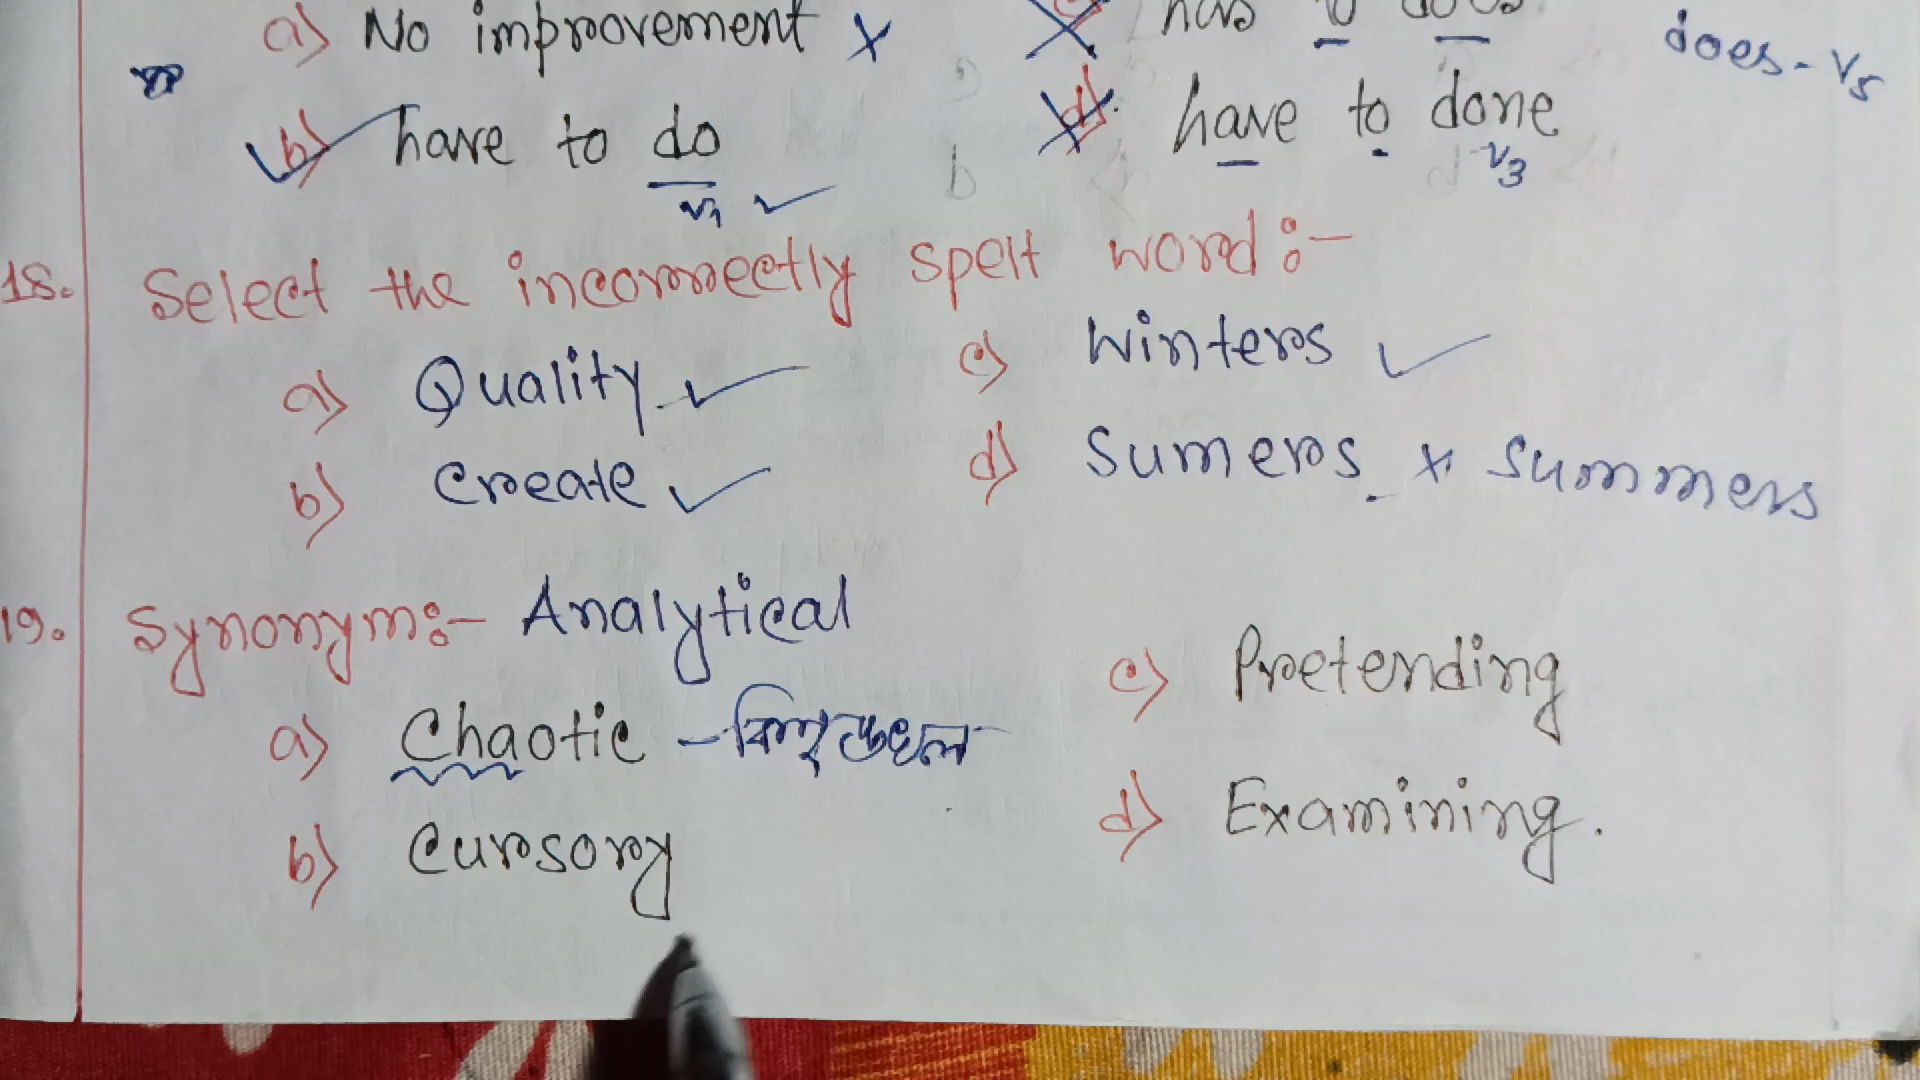 a) No improvement x
b) have to do
v1 ✓
d) have to done
v3
does - v5
18. Select the incorrectly spelt word :-
a) Quality ✓
b) create ✓
c) Winters ✓
d) Sumers x summers
19. Synonym :- Analytical
a) Chaotic - বিশৃঙ্খল
b) cursory
c) Pretending
d) Examining.